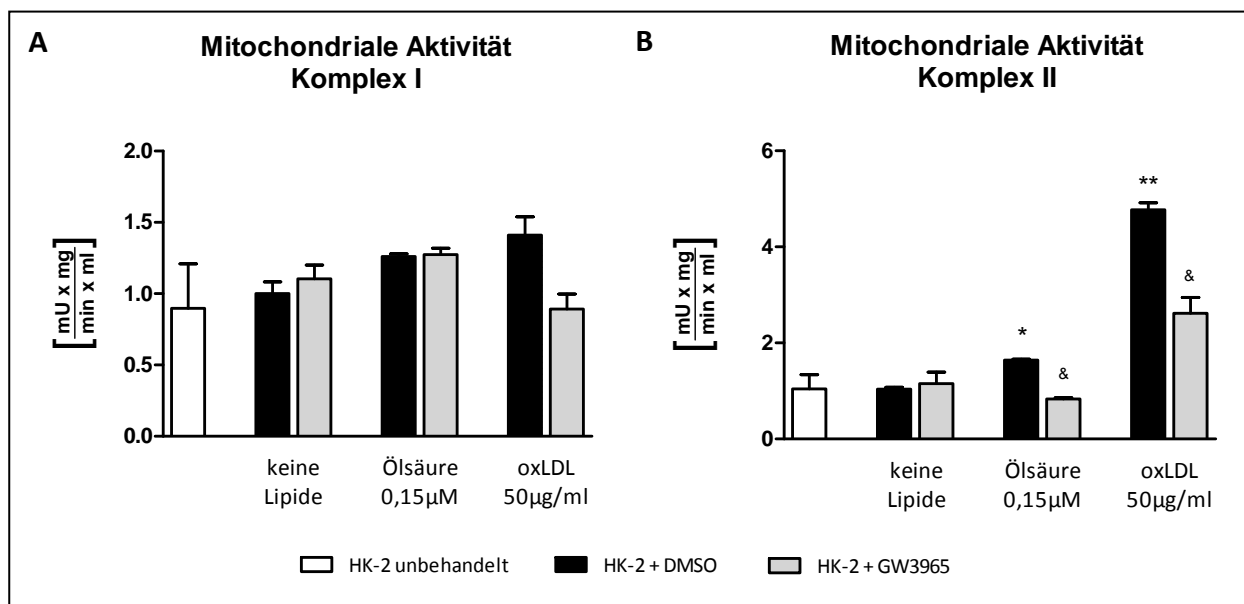 A
Mitochondriale Aktivität
Komplex I
2.0
1.5
1.0
0.5
0.0
[mU x mg
min x ml]
keine
Lipide
Ölsäure
0,15µM
oxLDL
50µg/ml
B
Mitochondriale Aktivität
Komplex II
6
4
2
0
[mU x mg
min x ml]
*
&
**
&
keine
Lipide
Ölsäure
0,15µM
oxLDL
50µg/ml
HK-2 unbehandelt
HK-2 + DMSO
HK-2 + GW3965